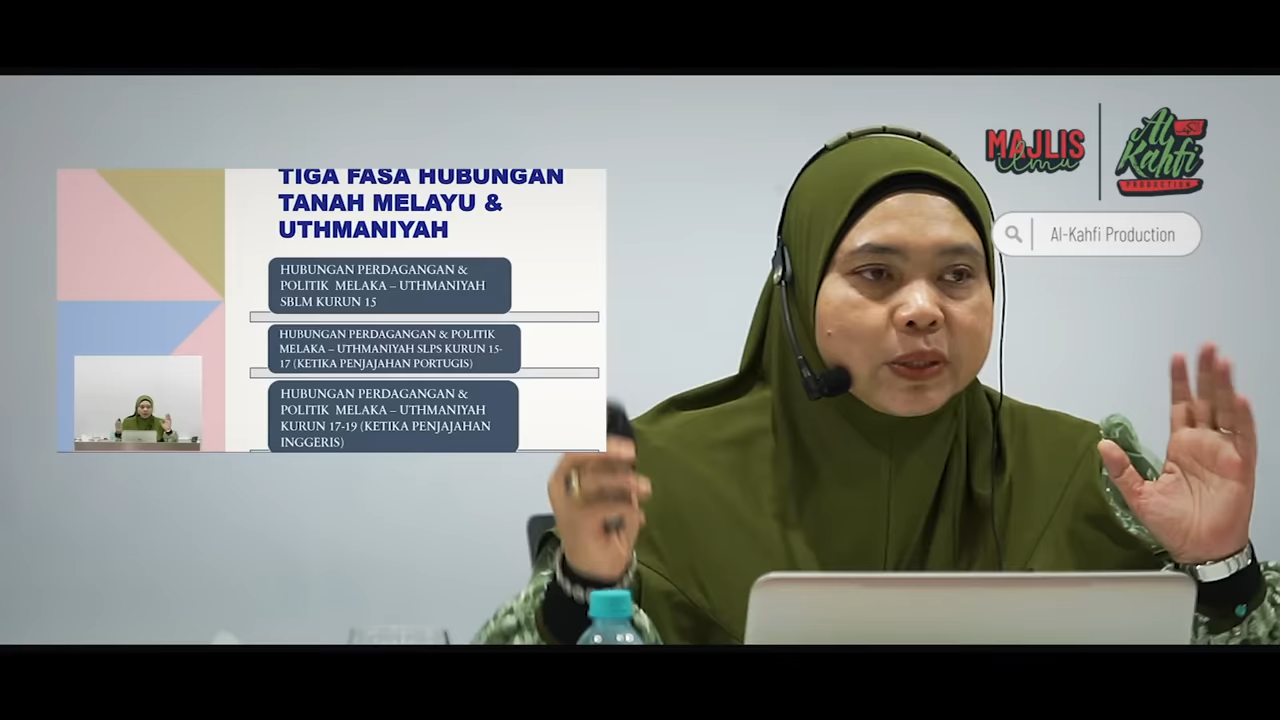 TIGA FASA HUBUNGAN
TANAH MELAYU &
UTHMANIYAH
HUBUNGAN PERDAGANGAN &
POLITIK MELAKA – UTHMANIYAH
SBLM KURUN 15
HUBUNGAN PERDAGANGAN & POLITIK
MELAKA – UTHMANIYAH SLPS KURUN 15-
17 (KETIKA PENJAJAHAN PORTUGIS)
HUBUNGAN PERDAGANGAN &
POLITIK MELAKA – UTHMANIYAH
KURUN 17-19 (KETIKA PENJAJAHAN
INGGERIS)
MAJLIS
ilmu
Al
Kahfi
PRODUCTION
Al-Kahfi Production